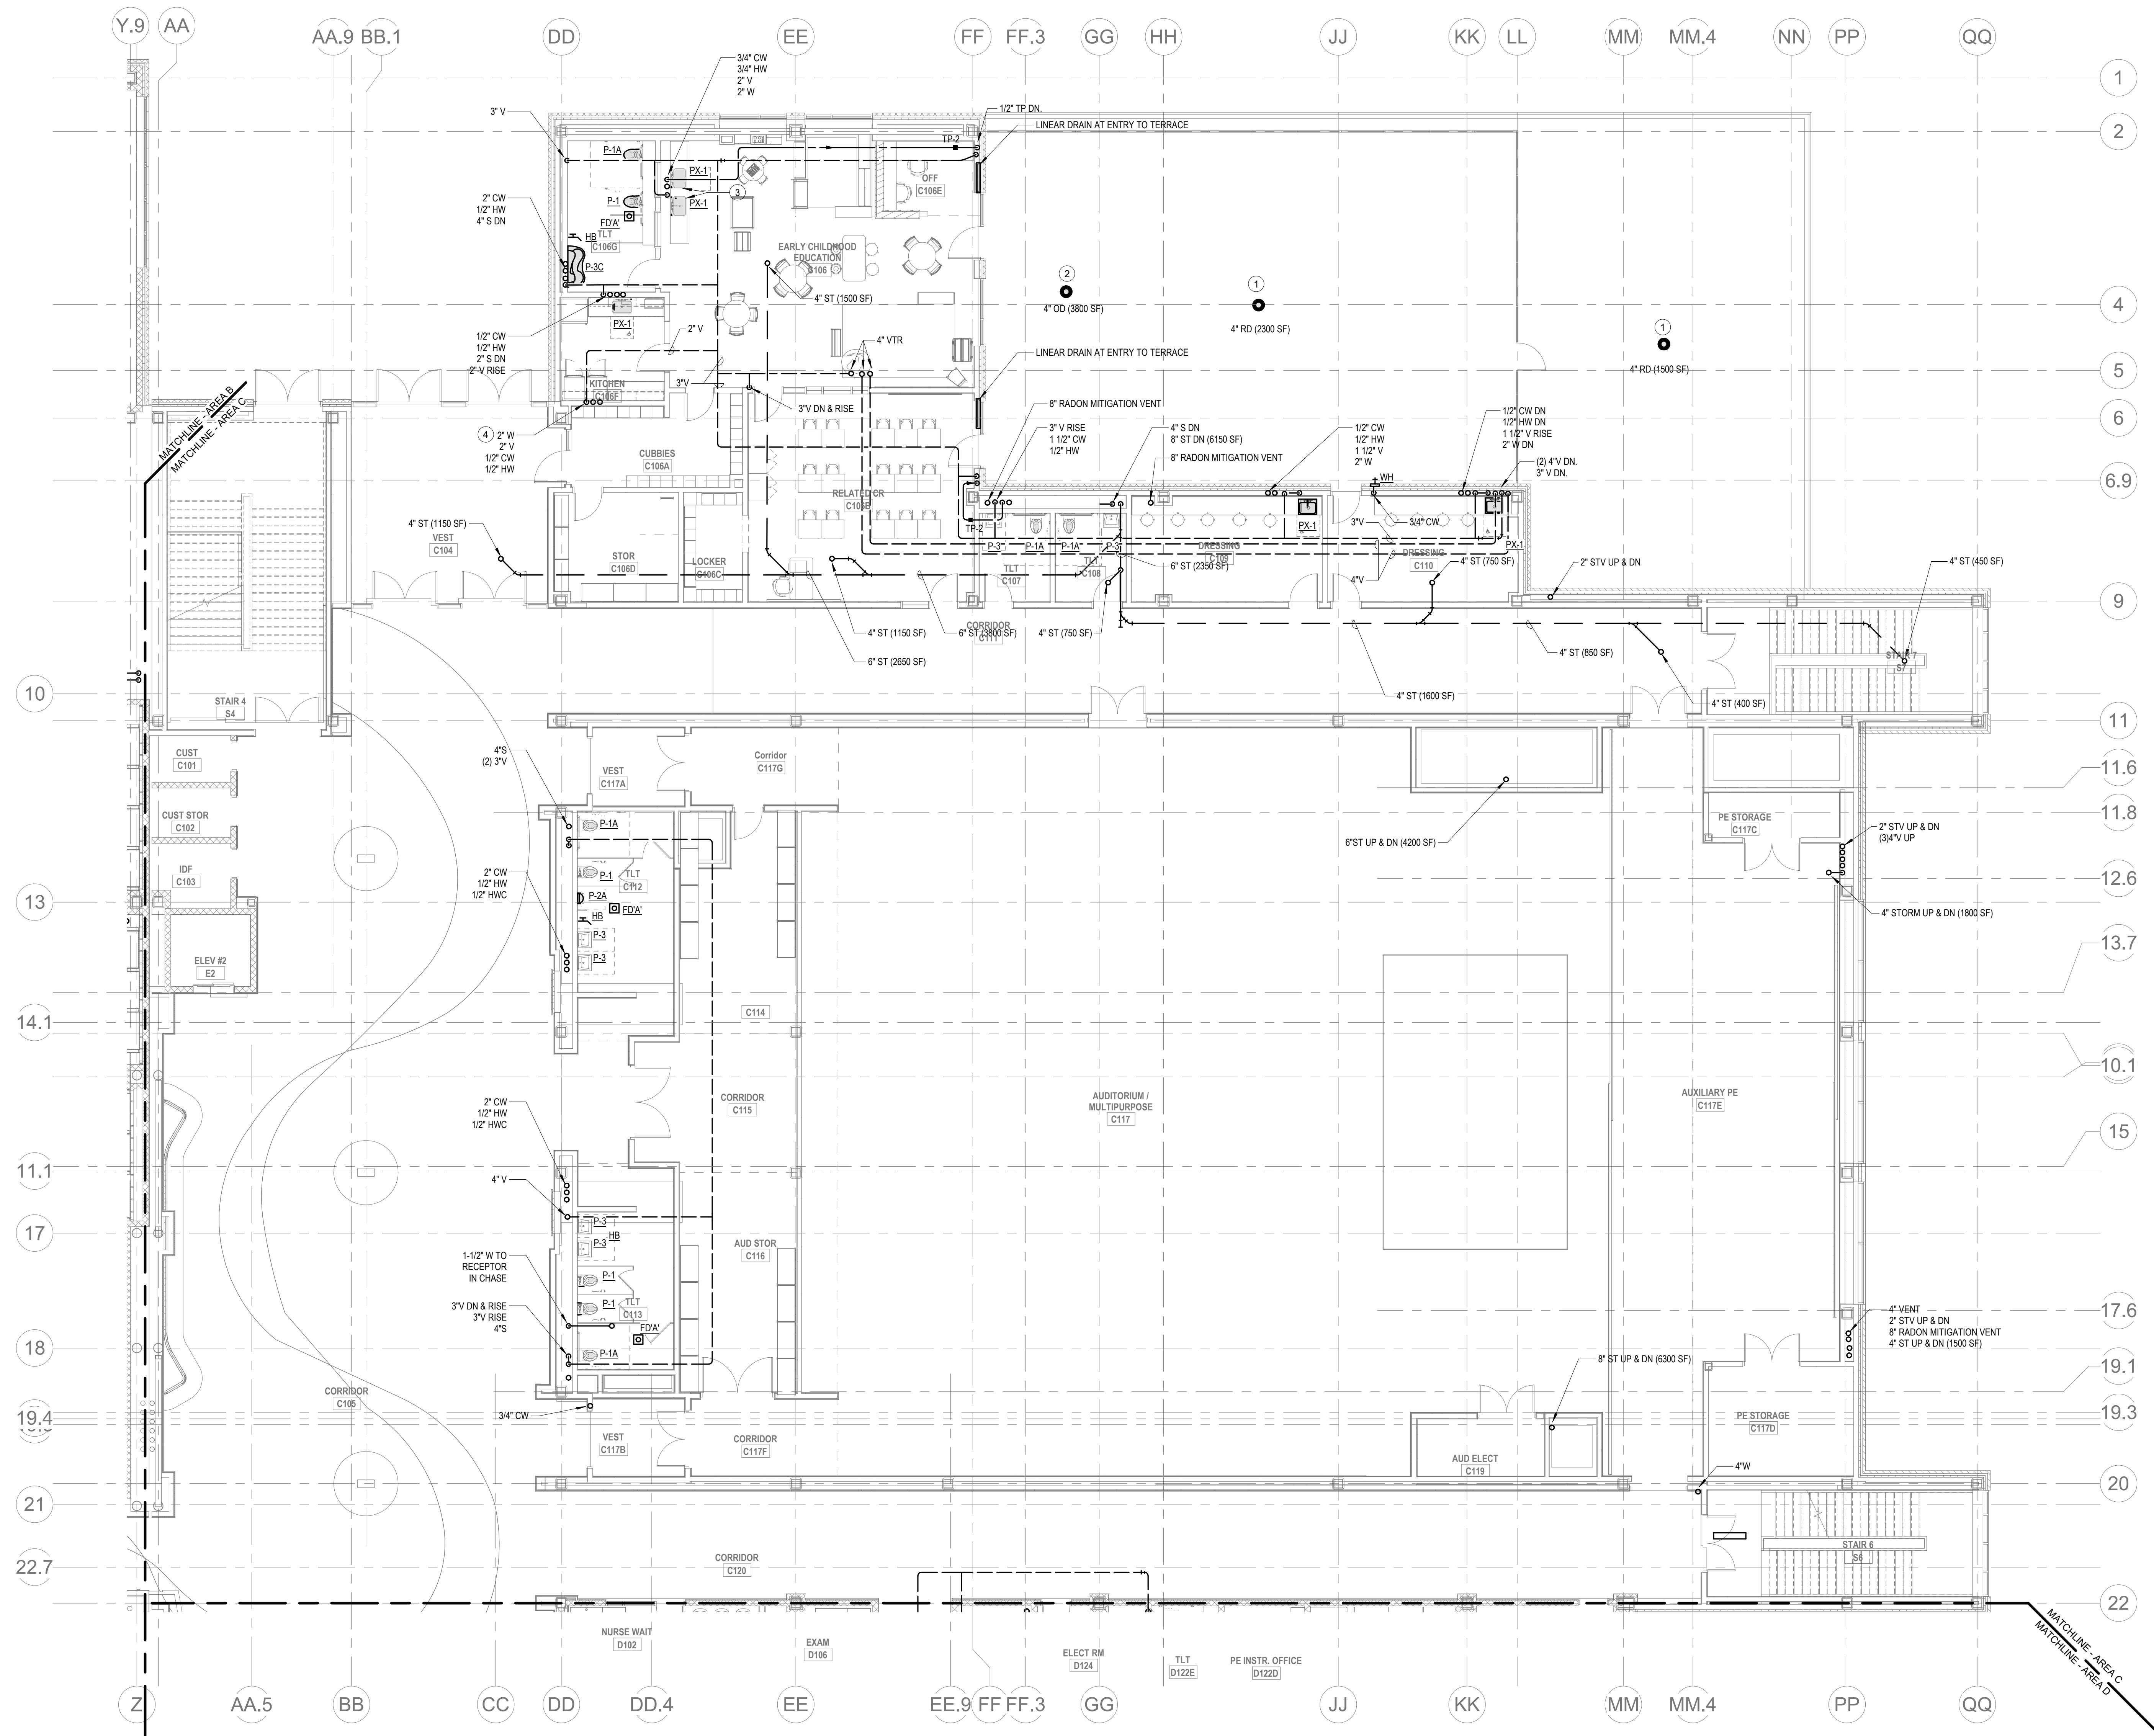 Y.9
AA
AA.9
BB.1
DD
EE
FF
FF.3
GG
HH
JJ
KK
LL
MM
MM.4
NN
PP
QQ
1
2
4
5
6
6.9
9
10
11
11.6
11.8
12.6
13
13.7
14.1
10.1
15
11.1
17
17.6
18
19.1
19.4
19.3
20
21
22.7
22
3/4" CW
3/4" HW
2" V
2" W
3" V
1/2" TP DN.
LINEAR DRAIN AT ENTRY TO TERRACE
TP-2
P-1A
PX-1
3
P-1
PX-1
FD'A'
OFF
C106E
2" CW
1/2" HW
4" S DN
HB
TLT
C106G
P-3C
EARLY CHILDHOOD
EDUCATION
C106
4" ST (1500 SF)
2
4" OD (3800 SF)
1
4" RD (2300 SF)
1
4" RD (1500 SF)
PX-1
2" V
1/2" CW
1/2" HW
2" S DN
2" V RISE
4" VTR
LINEAR DRAIN AT ENTRY TO TERRACE
3"V
KITCHEN
C106F
3"V DN & RISE
MATCHLINE - AREA B
MATCHLINE - AREA C
4
2" W
2" V
1/2" CW
1/2" HW
8" RADON MITIGATION VENT
3" V RISE
1 1/2" CW
1/2" HW
4" S DN
8" ST DN (6150 SF)
8" RADON MITIGATION VENT
1/2" CW
1/2" HW
1 1/2" V
2" W
1/2" CW DN
1/2" HW DN
1 1/2" V RISE
2" W DN
(2) 4"V DN.
3" V DN.
WH
3/4" CW
CUBBIES
C106A
RELATED CR
C106B
TP-2
PX-1
3"V
PX-1
P-3
P-1A
P-1A
P-3
4" ST (1150 SF)
VEST
C104
STOR
C106D
LOCKER
C106C
TLT
C107
TLT
C108
DRESSING
C109
DRESSING
C110
6" ST (2350 SF)
4"V
4" ST (750 SF)
2" STV UP & DN
4" ST (450 SF)
4" ST (1150 SF)
6" ST (3800 SF)
CORRIDOR
C111
4" ST (750 SF)
6" ST (2650 SF)
4" ST (850 SF)
STAIR 7
S7
4" ST (1600 SF)
4" ST (400 SF)
STAIR 4
S4
CUST
C101
4"S
(2) 3"V
VEST
C117A
Corridor
C117G
CUST STOR
C102
P-1A
6"ST UP & DN (4200 SF)
PE STORAGE
C117C
2" STV UP & DN
(3)4"V UP
IDF
C103
2" CW
1/2" HW
1/2" HWC
P-1
TLT
C112
P-2A
FD'A'
HB
P-3
P-3
4" STORM UP & DN (1800 SF)
ELEV #2
E2
C114
2" CW
1/2" HW
1/2" HWC
CORRIDOR
C115
AUDITORIUM /
MULTIPURPOSE
C117
AUXILIARY PE
C117E
4" V
P-3
HB
P-3
AUD STOR
C116
1-1/2" W TO
RECEPTOR
IN CHASE
P-1
P-1
TLT
C113
FD'A'
3"V DN & RISE
3"V RISE
4"S
P-1A
4" VENT
2" STV UP & DN
8" RADON MITIGATION VENT
4" ST UP & DN (1500 SF)
8" ST UP & DN (6300 SF)
CORRIDOR
C105
3/4" CW
VEST
C117B
CORRIDOR
C117F
PE STORAGE
C117D
AUD ELECT
C119
4"W
CORRIDOR
C120
STAIR 6
S6
NURSE WAIT
D102
EXAM
D106
ELECT RM
D124
TLT
D122E
PE INSTR. OFFICE
D122D
MATCHLINE - AREA C
MATCHLINE - AREA D
Z
AA.5
BB
CC
DD
DD.4
EE
EE.9
FF
FF.3
GG
JJ
KK
MM
MM.4
PP
QQ